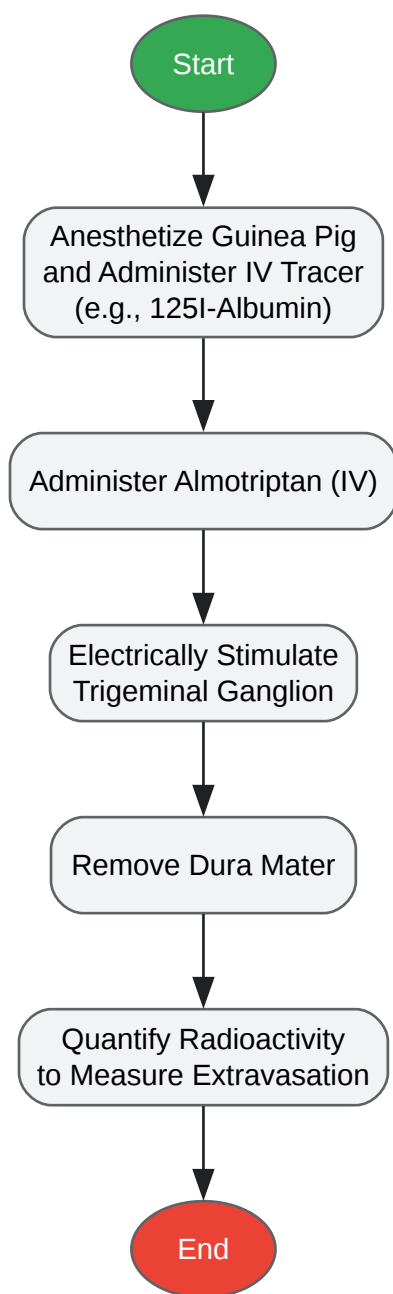 Start
Anesthetize Guinea Pig
and Administer IV Tracer
(e.g., 125I-Albumin)
Administer Almotriptan (IV)
Electrically Stimulate
Trigeminal Ganglion
Remove Dura Mater
Quantify Radioactivity
to Measure Extravasation
End